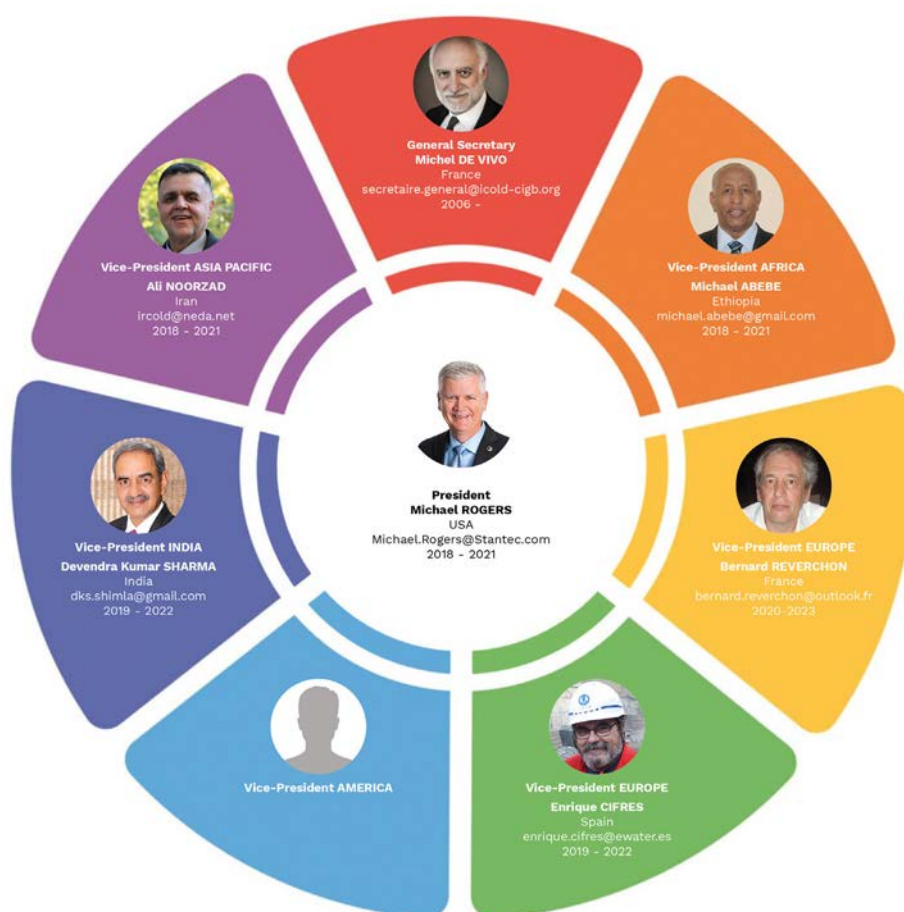 General Secretary
Michel DE VIVO
France
secretaire.general@icold-cigb.org
2006 -
Vice-President AFRICA
Michael ABEBE
Ethiopia
michael.abebe@gmail.com
2018 - 2021
Vice-President EUROPE
Bernard REVERCHON
France
bernard.reverchon@outlook.fr
2020-2023
Vice-President EUROPE
Enrique CIFRES
Spain
enrique.cifres@ewater.es
2019 - 2022
Vice-President AMERICA
Vice-President INDIA
Devendra Kumar SHARMA
India
dks.shimla@gmail.com
2019 - 2022
Vice-President ASIA PACIFIC
Ali NOORZAD
Iran
ircold@neda.net
2018 - 2021
President
Michael ROGERS
USA
Michael.Rogers@Stantec.com
2018 - 2021